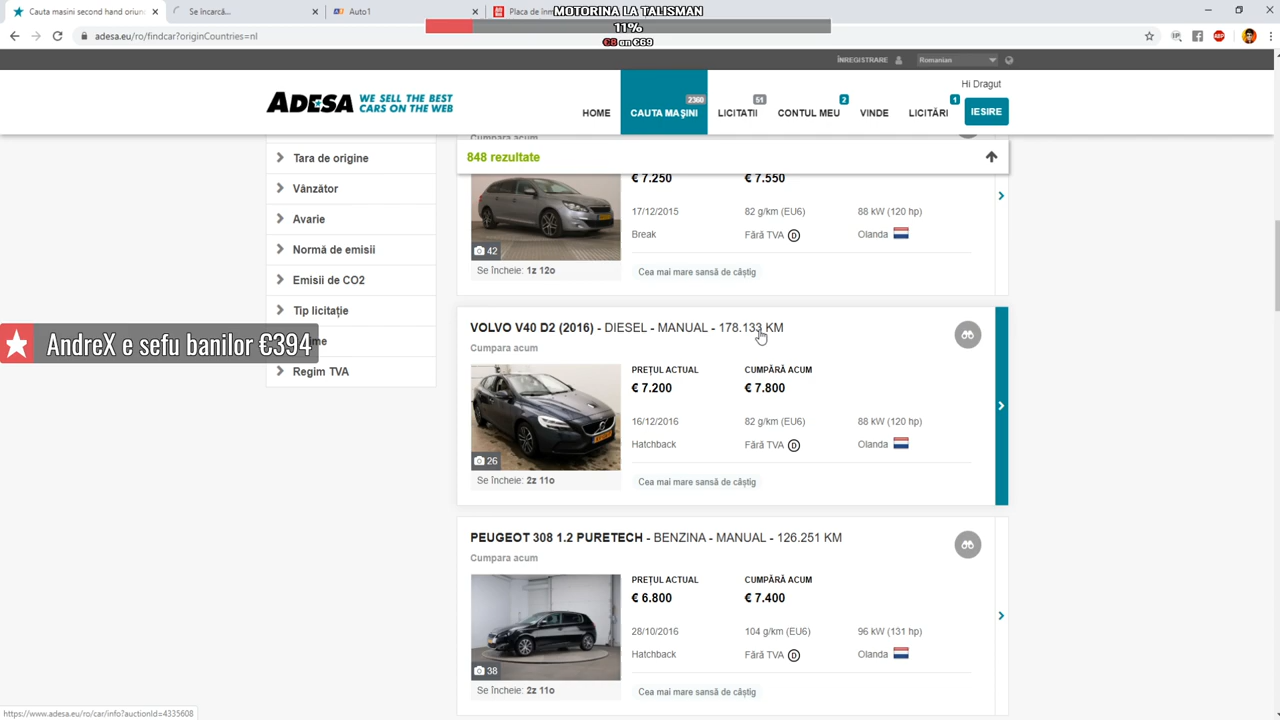 Cauta masini second hand oriun
Se încarcă...
Auto1
Placa de înm
MOTORINA LA TALISMAN
11%
€8 an €69
adesa.eu/ro/findcar?originCountries=nl
ÎNREGISTRARE
Romanian
ADESA WE SELL THE BEST
CARS ON THE WEB
Hi Dragut
HOME
CAUTA MAȘINI 2360
LICITATII 51
CONTUL MEU 2
VINDE
LICITĂRI 1
IESIRE
Tara de origine
Vânzător
Avarie
Normă de emisii
Emisii de CO2
Tip licitație
AndreX e sefu banilor €394
Regim TVA
Cumpara acum
848 rezultate
€ 7.250
€ 7.550
17/12/2015
82 g/km (EU6)
88 kW (120 hp)
Break
Fără TVA D
Olanda
42
Se încheie: 1z 12o
Cea mai mare sansă de câștig
VOLVO V40 D2 (2016) - DIESEL - MANUAL - 178.133 KM
Cumpara acum
PREȚUL ACTUAL
CUMPĂRĂ ACUM
€ 7.200
€ 7.800
16/12/2016
82 g/km (EU6)
88 kW (120 hp)
Hatchback
Fără TVA D
Olanda
26
Se încheie: 2z 11o
Cea mai mare sansă de câștig
PEUGEOT 308 1.2 PURETECH - BENZINA - MANUAL - 126.251 KM
Cumpara acum
PREȚUL ACTUAL
CUMPĂRĂ ACUM
€ 6.800
€ 7.400
28/10/2016
104 g/km (EU6)
96 kW (131 hp)
Hatchback
Fără TVA D
Olanda
38
Se încheie: 2z 11o
Cea mai mare sansă de câștig
https://www.adesa.eu/ro/car/info?auctionId=4335608